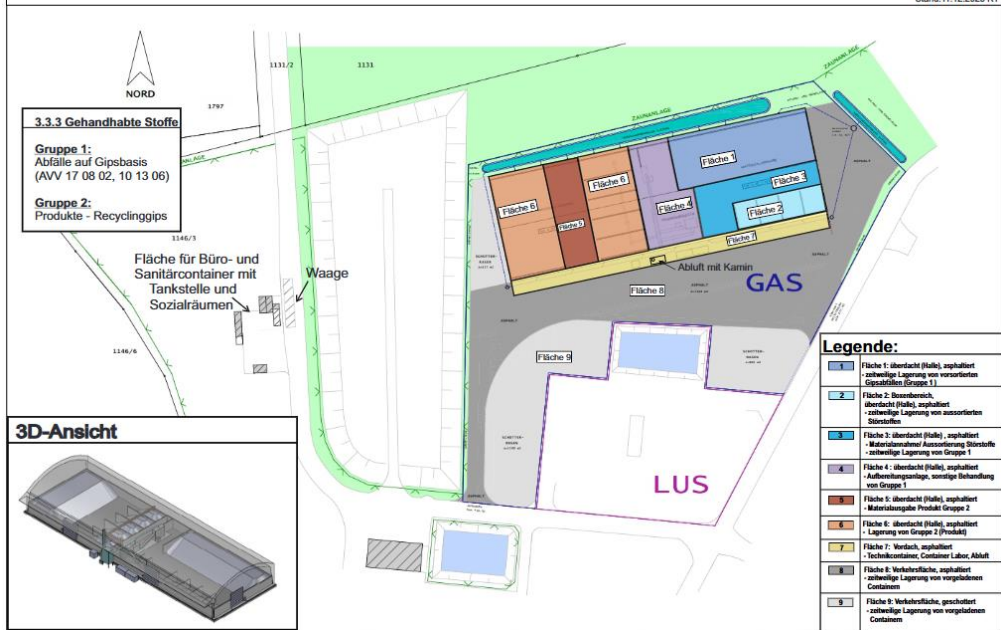 NORD
1131/2
1131
1797
3.3.3 Gehandhabte Stoffe
Gruppe 1:
Abfälle auf Gipsbasis
(AVV 17 08 02, 10 13 06)
Gruppe 2:
Produkte - Recyclinggips
1146/3
1146/6
Fläche für Büro- und
Sanitärcontainer mit
Tankstelle und
Sozialräumen
Waage
ZAUNANLAGE
ZAUNANLAGE
Fläche 1
Fläche 3
Fläche 2
Fläche 4
Fläche 6
Fläche 5
Fläche 6
Fläche 7
Abluft mit Kamin
Fläche 8
GAS
Fläche 9
LUS
ASPHALT
3D-Ansicht
Legende:
1
Fläche 1: überdacht (Halle), asphaltiert
- zeitweilige Lagerung von vorsortierten
Gipsabfällen (Gruppe 1 )
2
Fläche 2: Boxenbereich,
überdacht (Halle), asphaltiert
- zeitweilige Lagerung von aussortierten
Störstoffen
3
Fläche 3: überdacht (Halle) , asphaltiert
- Materialannahme/ Aussortierung Störstoffe
- zeitweilige Lagerung von Gruppe 1
4
Fläche 4 : überdacht (Halle), asphaltiert
- Aufbereitungsanlage, sonstige Behandlung
von Gruppe 1
5
Fläche 5: überdacht (Halle), asphaltiert
- Materialausgabe Produkt Gruppe 2
6
Fläche 6: überdacht (Halle), asphaltiert
- Lagerung von Gruppe 2 (Produkt)
7
Fläche 7: Vordach, asphaltiert
- Technikcontainer, Container Labor, Abluft
8
Fläche 8: Verkehrsfläche, asphaltiert
- zeitweilige Lagerung von vorgeladenen
Containern
9
Fläche 9: Verkehrsfläche, geschottert
- zeitweilige Lagerung von vorgeladenen
Containern